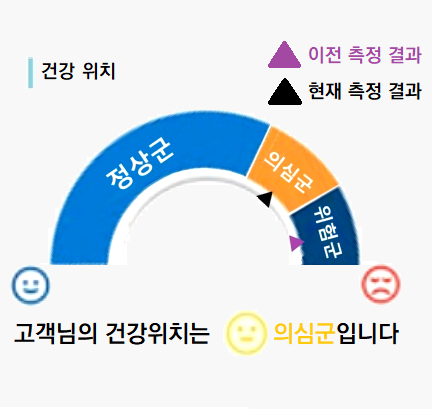 이전 측정 결과
건강 위치
현재 측정 결과
정상군
의심군
위험군
고객님의 건강위치는 의심군입니다